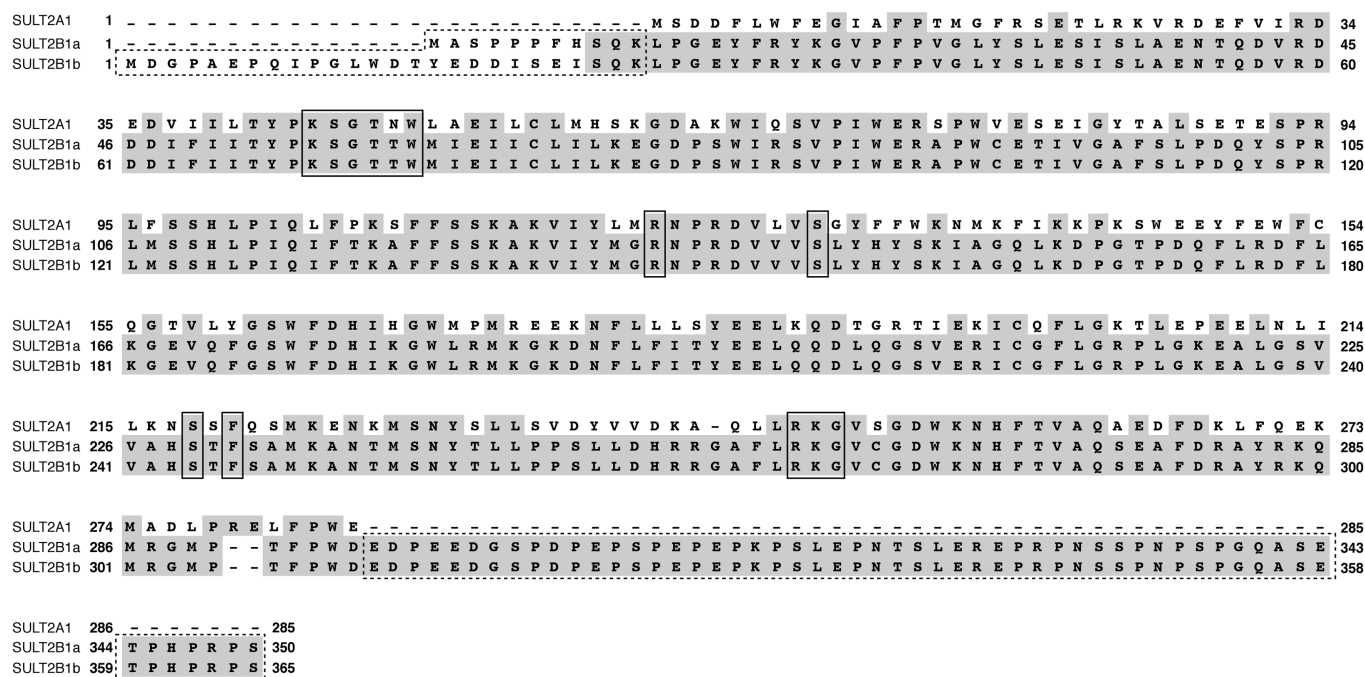 SULT2A1 1 - - - - - - - - - - - - - - - - - - - - - - - - - - M S D D F L W F E G I A F P T M G F R S E T L R K V R D E F V I R D 34
SULT2B1a 1 - - - - - - - - - - - - - - - M A S P P P F H S Q K L P G E Y F R Y K G V P F P V G L Y S L E S I S L A E N T Q D V R D 45
SULT2B1b 1 M D G P A E P Q I P G L W D T Y E D D I S E I S Q K L P G E Y F R Y K G V P F P V G L Y S L E S I S L A E N T Q D V R D 60
SULT2A1 35 E D V I I L T Y P K S G T N W L A E I L C L M H S K G D A K W I Q S V P I W E R S P W V E S E I G Y T A L S E T E S P R 94
SULT2B1a 46 D D I F I I T Y P K S G T T W M I E I I C L I L K E G D P S W I R S V P I W E R A P W C E T I V G A F S L P D Q Y S P R 105
SULT2B1b 61 D D I F I I T Y P K S G T T W M I E I I C L I L K E G D P S W I R S V P I W E R A P W C E T I V G A F S L P D Q Y S P R 120
SULT2A1 95 L F S S H L P I Q L F P K S F F S S K A K V I Y L M R N P R D V L V S G Y F F W K N M K F I K K P K S W E E Y F E W F C 154
SULT2B1a 106 L M S S H L P I Q I F T K A F F S S K A K V I Y M G R N P R D V V V S L Y H Y S K I A G Q L K D P G T P D Q F L R D F L 165
SULT2B1b 121 L M S S H L P I Q I F T K A F F S S K A K V I Y M G R N P R D V V V S L Y H Y S K I A G Q L K D P G T P D Q F L R D F L 180
SULT2A1 155 Q G T V L Y G S W F D H I H G W M P M R E E K N F L L L S Y E E L K Q D T G R T I E K I C Q F L G K T L E P E E L N L I 214
SULT2B1a 166 K G E V Q F G S W F D H I K G W L R M K G K D N F L F I T Y E E L Q Q D L Q G S V E R I C G F L G R P L G K E A L G S V 225
SULT2B1b 181 K G E V Q F G S W F D H I K G W L R M K G K D N F L F I T Y E E L Q Q D L Q G S V E R I C G F L G R P L G K E A L G S V 240
SULT2A1 215 L K N S S F Q S M K E N K M S N Y S L L S V D Y V V D K A - Q L L R K G V S G D W K N H F T V A Q A E D F D K L F Q E K 273
SULT2B1a 226 V A H S T F S A M K A N T M S N Y T L L P P S L L D H R R G A F L R K G V C G D W K N H F T V A Q S E A F D R A Y R K Q 285
SULT2B1b 241 V A H S T F S A M K A N T M S N Y T L L P P S L L D H R R G A F L R K G V C G D W K N H F T V A Q S E A F D R A Y R K Q 300
SULT2A1 274 M A D L P R E L F P W E - - - - - - - - - - - - - - - - - - - - - - - - - - - - - - - - - - - - - - - - - - - - - - - - 285
SULT2B1a 286 M R G M P - - T F P W D E D P E E D G S P D P E P S P E P E P K P S L E P N T S L E R E P R P N S S P N P S P G Q A S E 343
SULT2B1b 301 M R G M P - - T F P W D E D P E E D G S P D P E P S P E P E P K P S L E P N T S L E R E P R P N S S P N P S P G Q A S E 358
SULT2A1 286 - - - - - - - 285
SULT2B1a 344 T P H P R P S 350
SULT2B1b 359 T P H P R P S 365